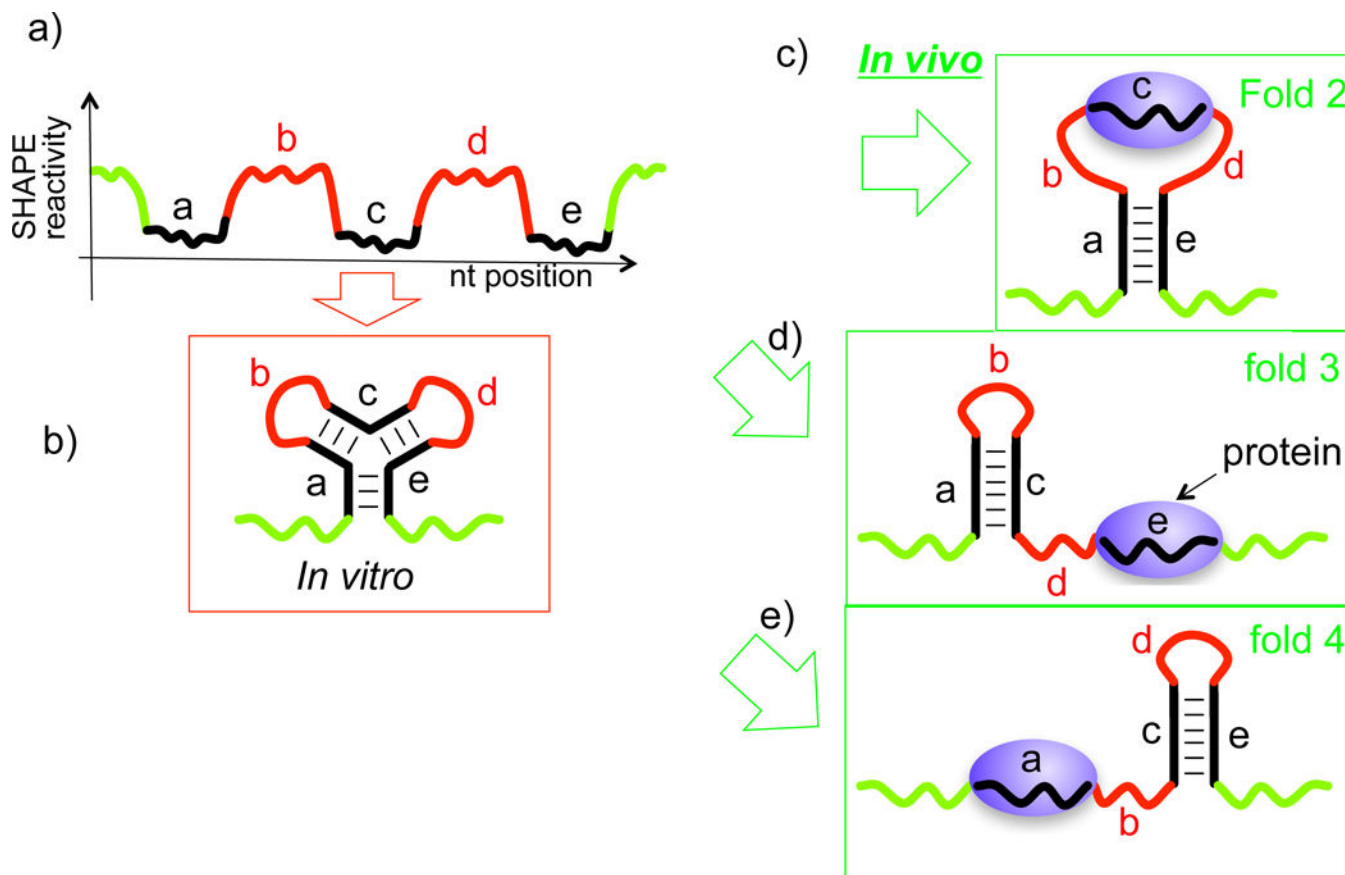 a)
SHAPE
reactivity
b
d
a
c
e
nt position
b)
b
c
d
a
e
In vitro
c)
In vivo
Fold 2
c
b
d
a
e
d)
fold 3
b
protein
a
c
e
d
e)
fold 4
d
c
e
a
b